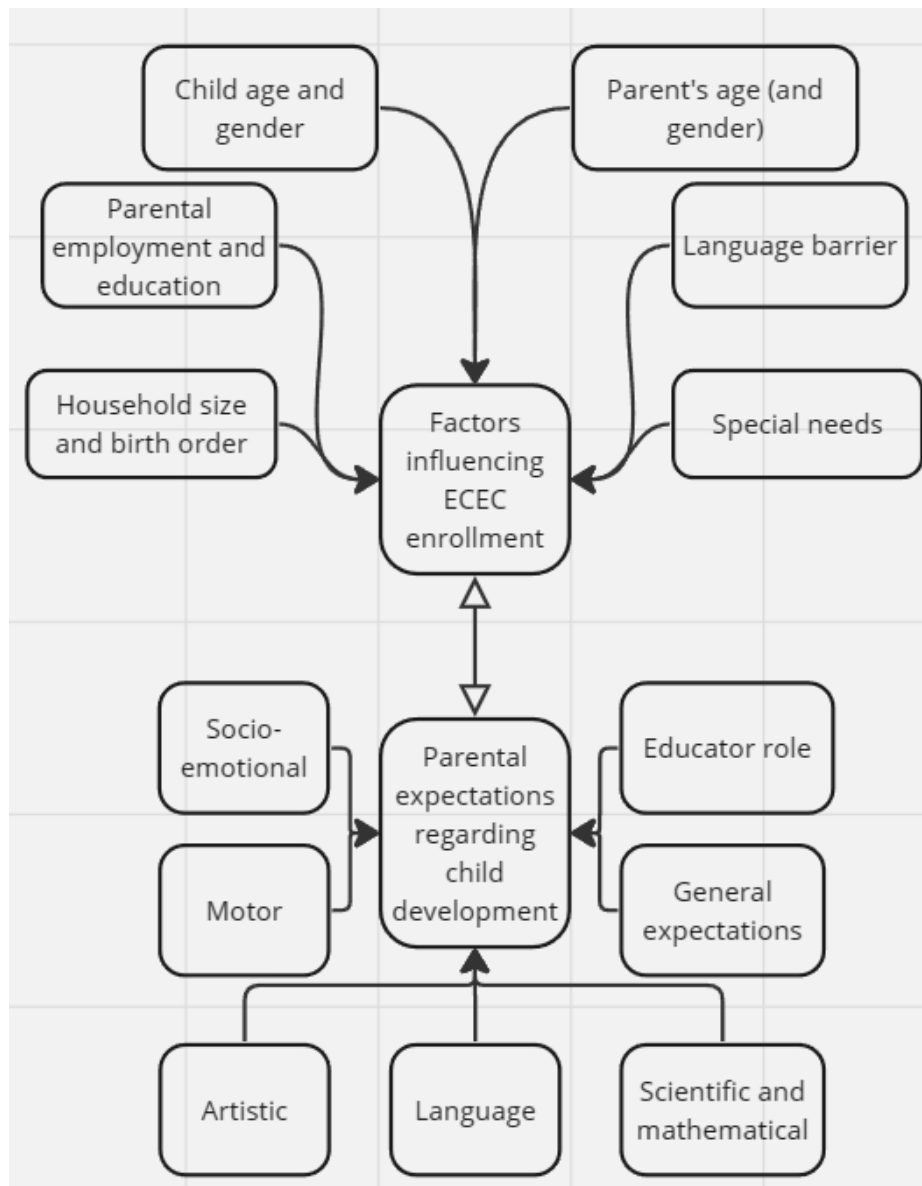 Child age and
gender
Parent's age (and
gender)
Parental
employment and
education
Language barrier
Household size
and birth order
Factors
influencing
ECEC
enrollment
Special needs
Socio-
emotional
Parental
expectations
regarding
child
development
Educator role
Motor
General
expectations
Artistic
Language
Scientific and
mathematical